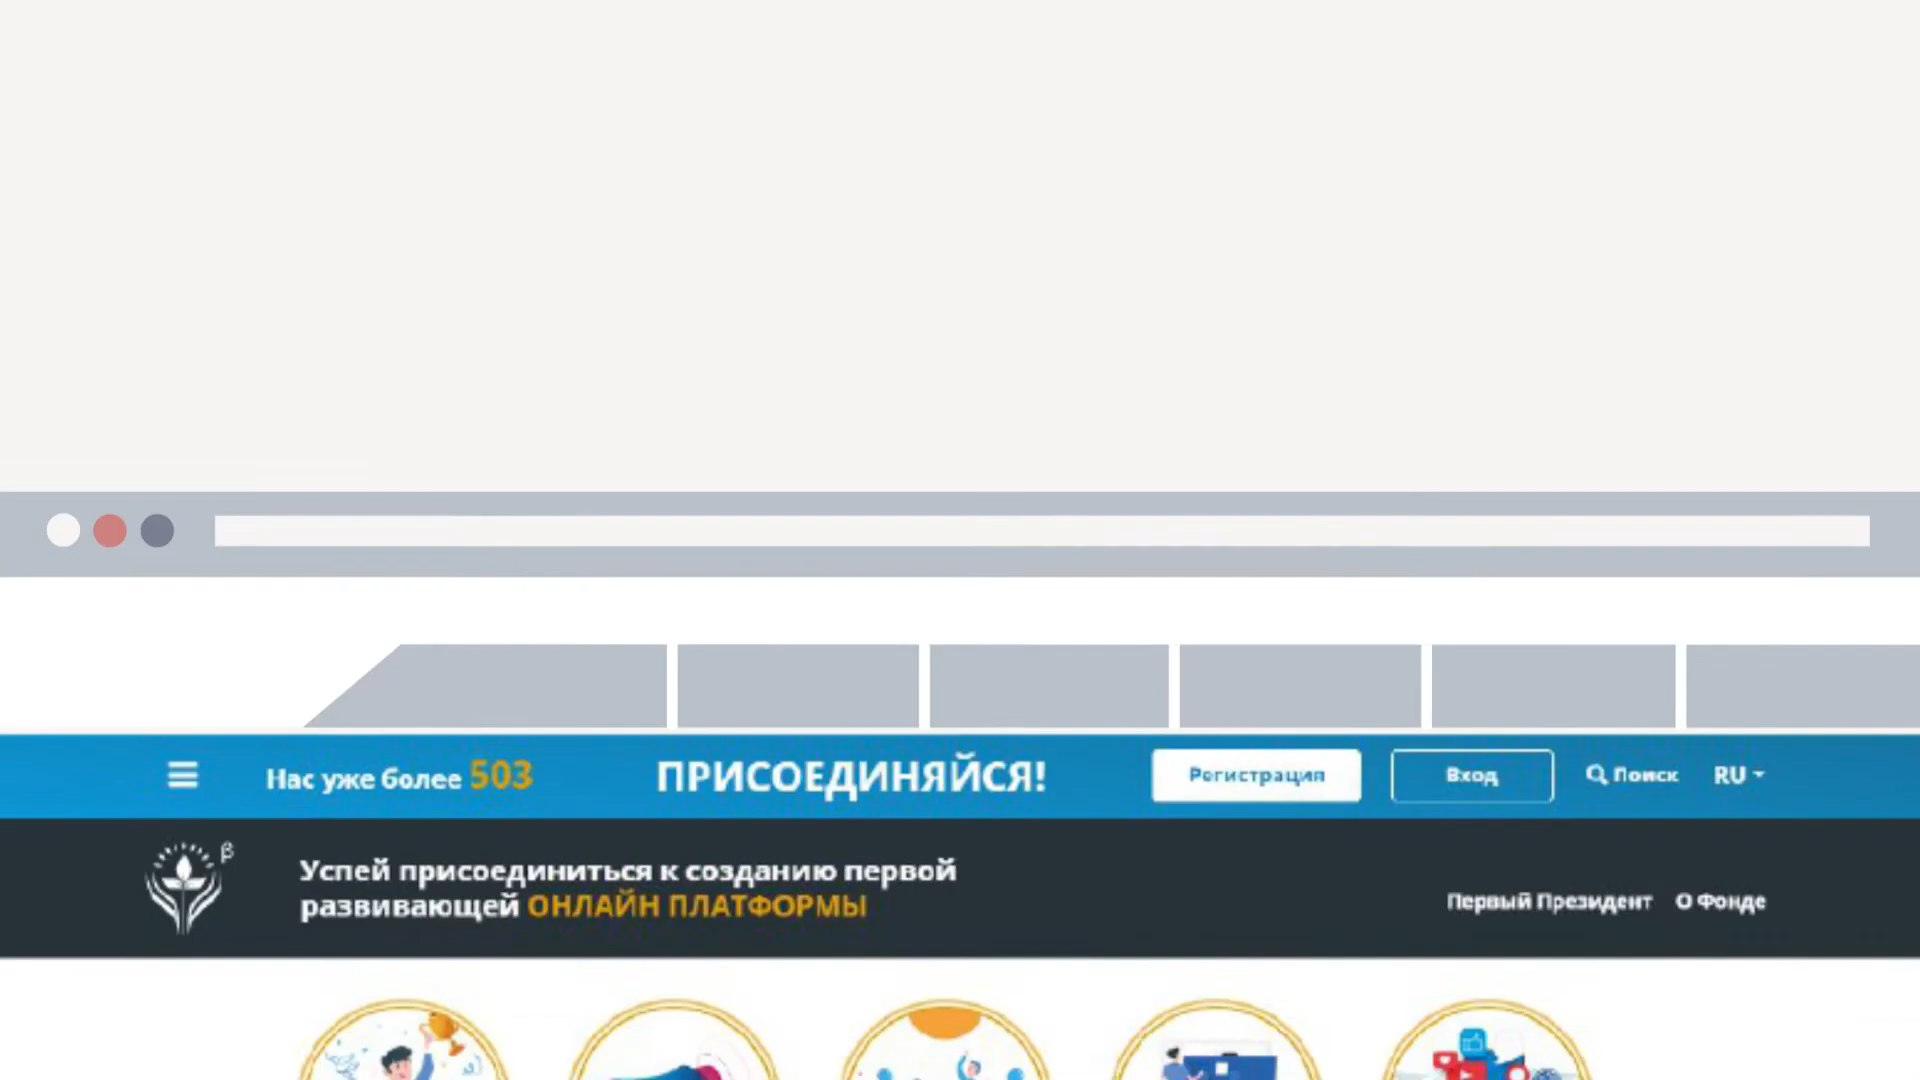 Нас уже более 503
ПРИСОЕДИНЯЙСЯ!
Регистрация
Вход
Поиск
RU
β
Успей присоединиться к созданию первой
развивающей ОНЛАЙН ПЛАТФОРМЫ
Первый Президент
О Фонде